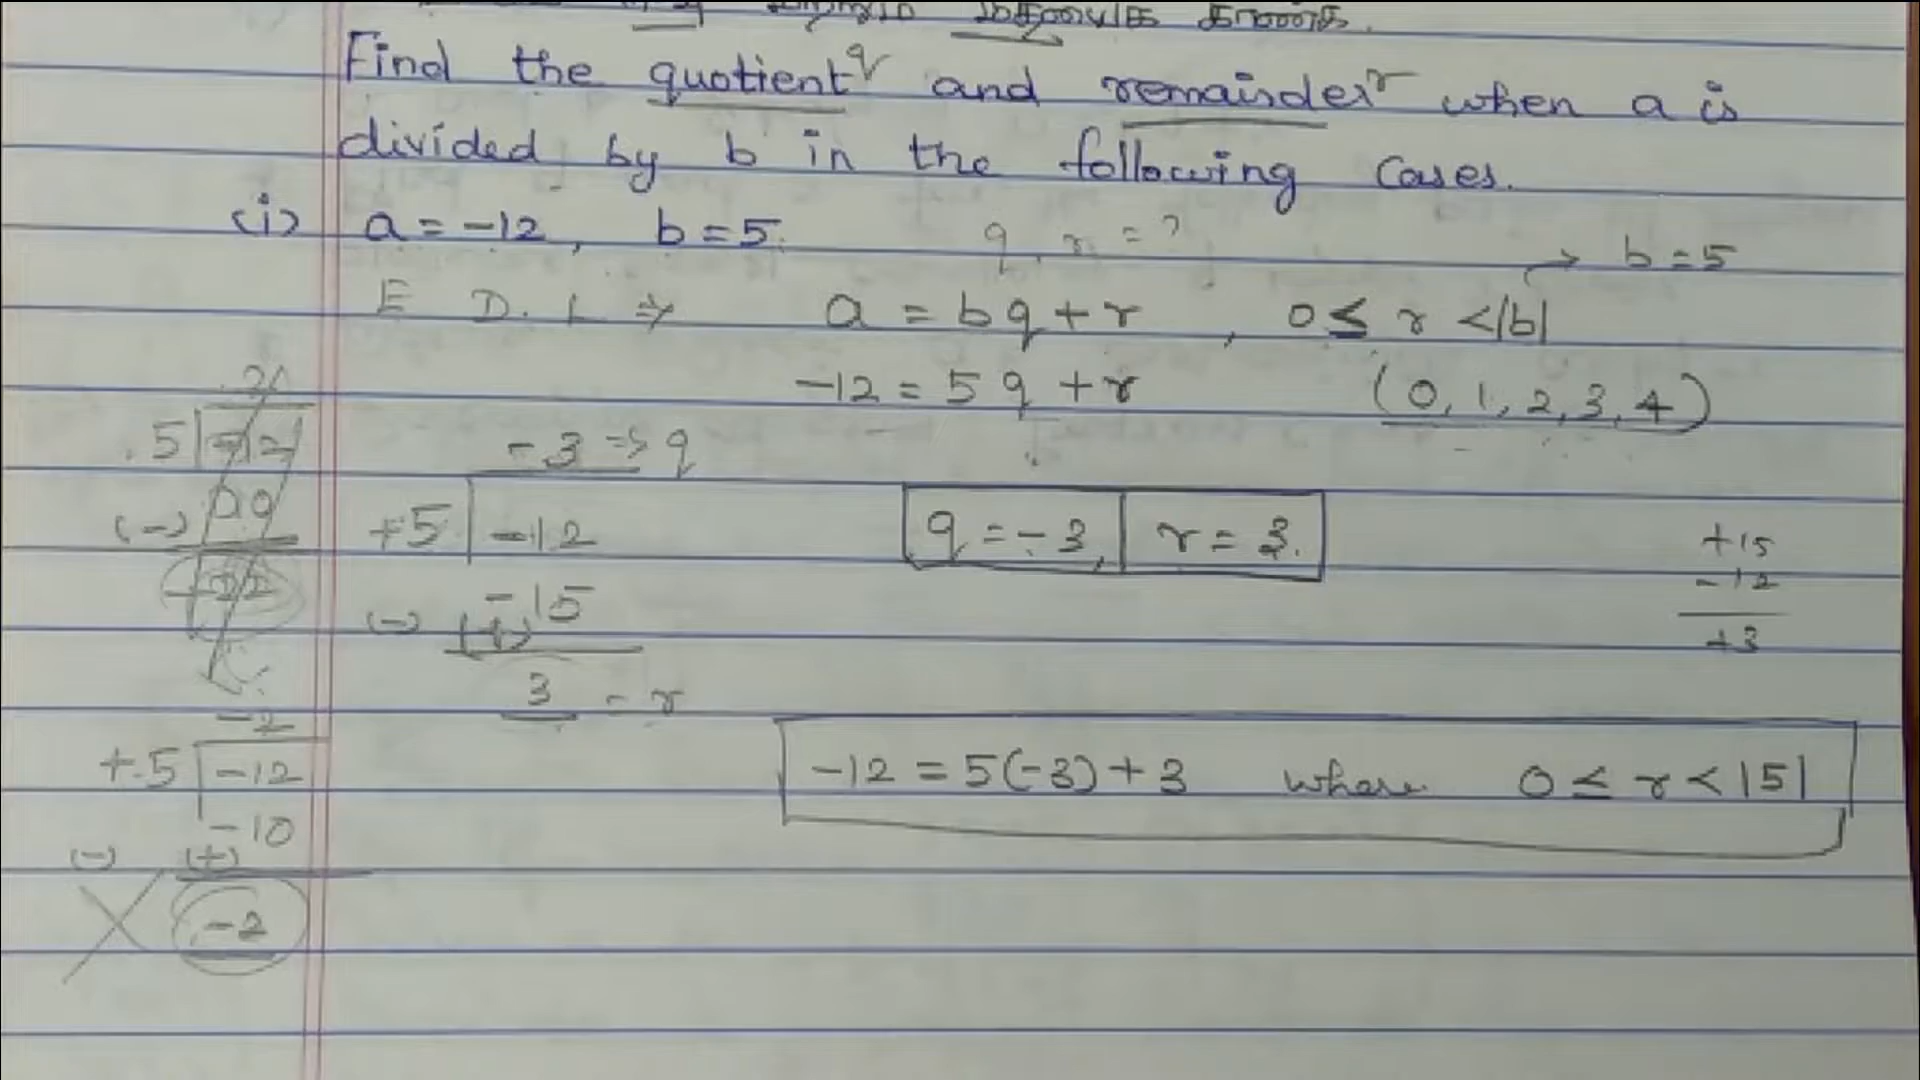 மற்றும் காண்க.
Find the quotient q and remainder r when a is
divided by b in the following Cases.
(i) a = -12, b = 5. q, r = ?
→ b = 5
E D. L ⇒ a = bq + r, 0 ≤ r < |b|
-12 = 5q + r (0, 1, 2, 3, 4)
-3 ⇒ q
5
+5 -12
q = -3, r = 3.
+15
-12
+3
(-) -15
(+)
3 - r
-2
+5 -12
-10
(-) (+)
-2
-12 = 5(-3) + 3 where 0 ≤ r < |5|